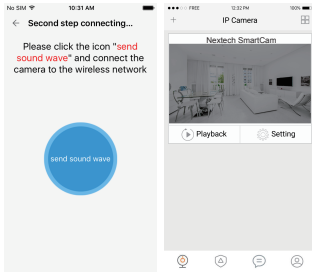 No SIM 10:31 AM
Second step connecting...
Please click the icon "send
sound wave" and connect the
camera to the wireless network
send sound wave
FREE 12:32 PM 100%
+ IP Camera
Nextech SmartCam
Playback Setting